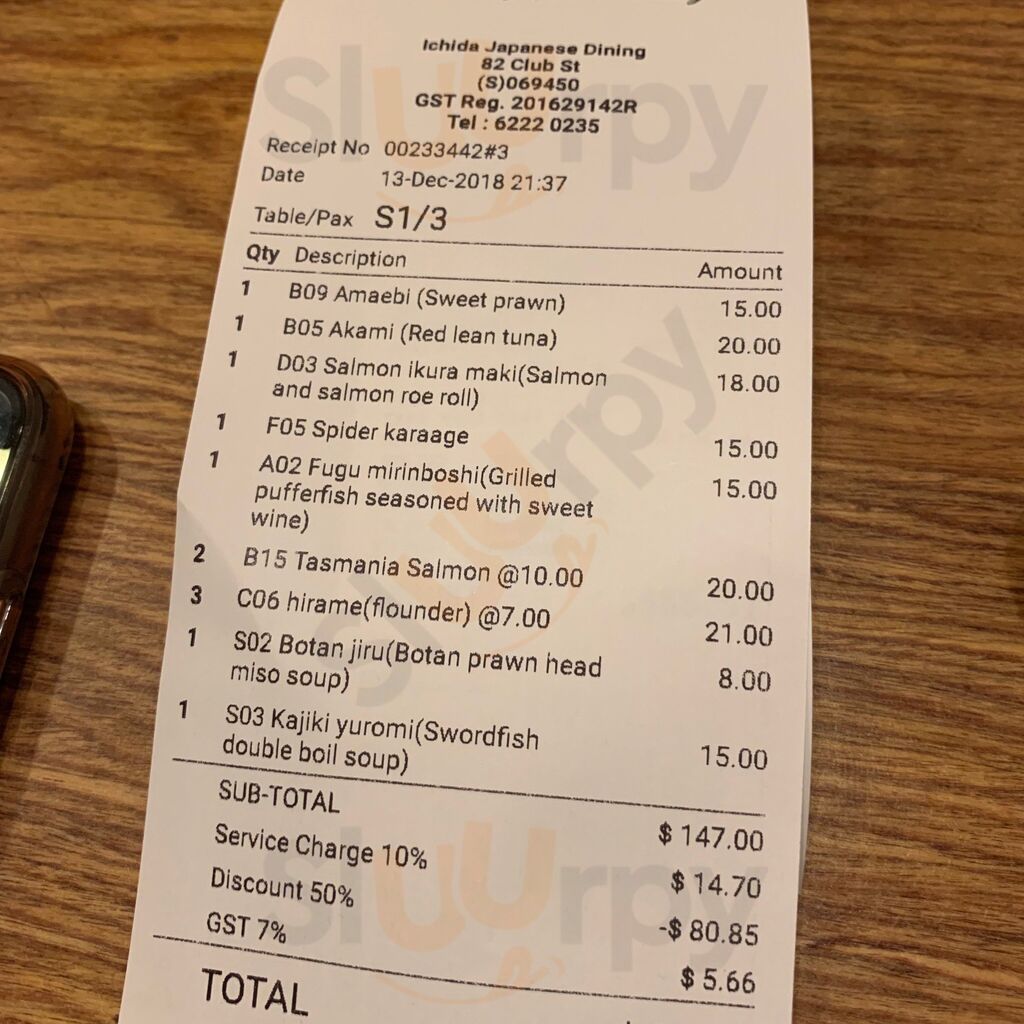 Ichida Japanese Dining
82 Club St
(S)069450
GST Reg. 201629142R
Tel : 6222 0235
Receipt No 00233442#3
Date 13-Dec-2018 21:37
Table/Pax S1/3
Qty Description Amount
1 B09 Amaebi (Sweet prawn) 15.00
1 B05 Akami (Red lean tuna) 20.00
1 D03 Salmon ikura maki(Salmon 18.00
and salmon roe roll)
1 F05 Spider karaage 15.00
1 A02 Fugu mirinboshi(Grilled 15.00
pufferfish seasoned with sweet
wine)
2 B15 Tasmania Salmon @10.00 20.00
3 C06 hirame(flounder) @7.00 21.00
1 S02 Botan jiru(Botan prawn head 8.00
miso soup)
1 S03 Kajiki yuromi(Swordfish 15.00
double boil soup)
SUB-TOTAL $ 147.00
Service Charge 10% $ 14.70
Discount 50% -$ 80.85
GST 7% $ 5.66
TOTAL
Sluurpy
Sluurpy
Sluurpy